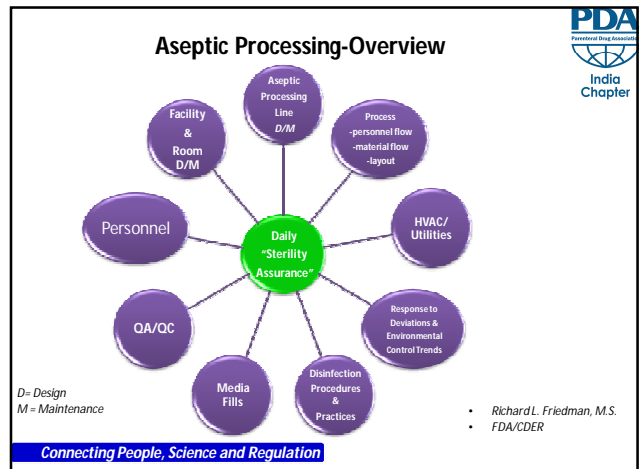 PDA
Parenteral Drug Association
India
Chapter
Aseptic Processing-Overview
Aseptic
Processing
Line
D/M
Process
-personnel flow
-material flow
-layout
HVAC/
Utilities
Response to
Deviations &
Environmental
Control Trends
Disinfection
Procedures
&
Practices
Media
Fills
QA/QC
Personnel
Facility
&
Room
D/M
Daily
"Sterility
Assurance"
D= Design
M = Maintenance
• Richard L. Friedman, M.S.
• FDA/CDER
Connecting People, Science and Regulation